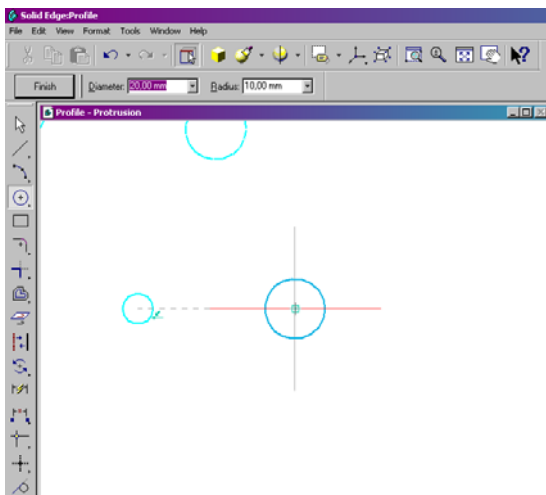 Solid Edge:Profile
File Edit View Format Tools Window Help
Finish Diameter: 20,00 mm Radius: 10,00 mm
Profile - Protrusion